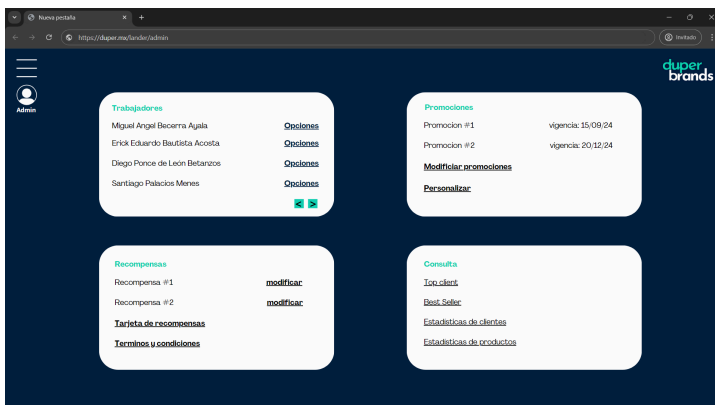 Nueva pestaña
https://duper.mx/lander/admin
Invitado
duper
brands
Admin
Trabajadores
Miguel Angel Becerra Ayala Opciones
Erick Eduardo Bautista Acosta Opciones
Diego Ponce de León Betanzos Opciones
Santiago Palacios Menes Opciones
< >
Promociones
Promocion #1 vigencia: 15/09/24
Promocion #2 vigencia: 20/12/24
Modificiar promociones
Personalizar
Recompensas
Recompensa #1 modificar
Recompensa #2 modificar
Tarjeta de recompensas
Terminos y condiciones
Consulta
Top client
Best Seller
Estadisticas de clientes
Estadisticas de productos